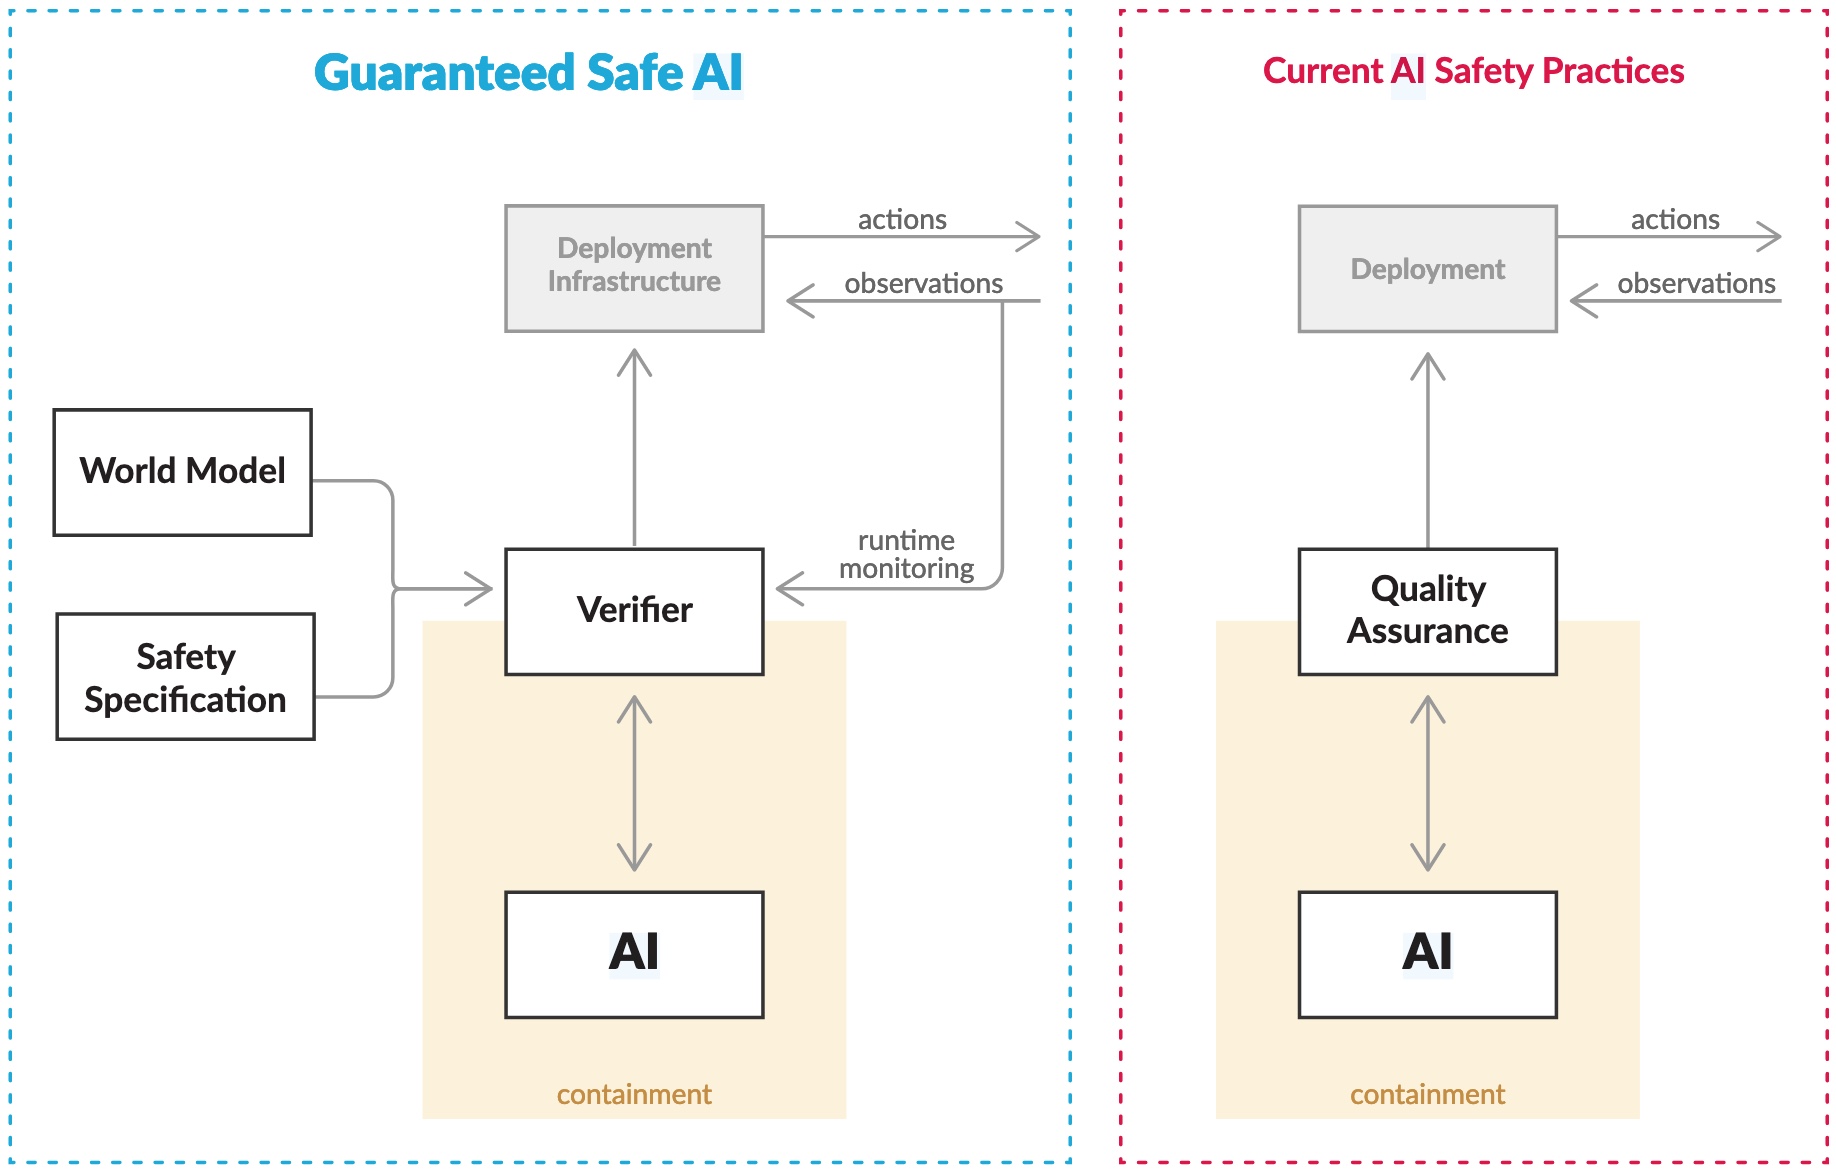 Guaranteed Safe AI
Deployment
Infrastructure
actions
observations
World Model
Safety
Specification
runtime
monitoring
Verifier
AI
containment
Current AI Safety Practices
Deployment
actions
observations
Quality
Assurance
AI
containment